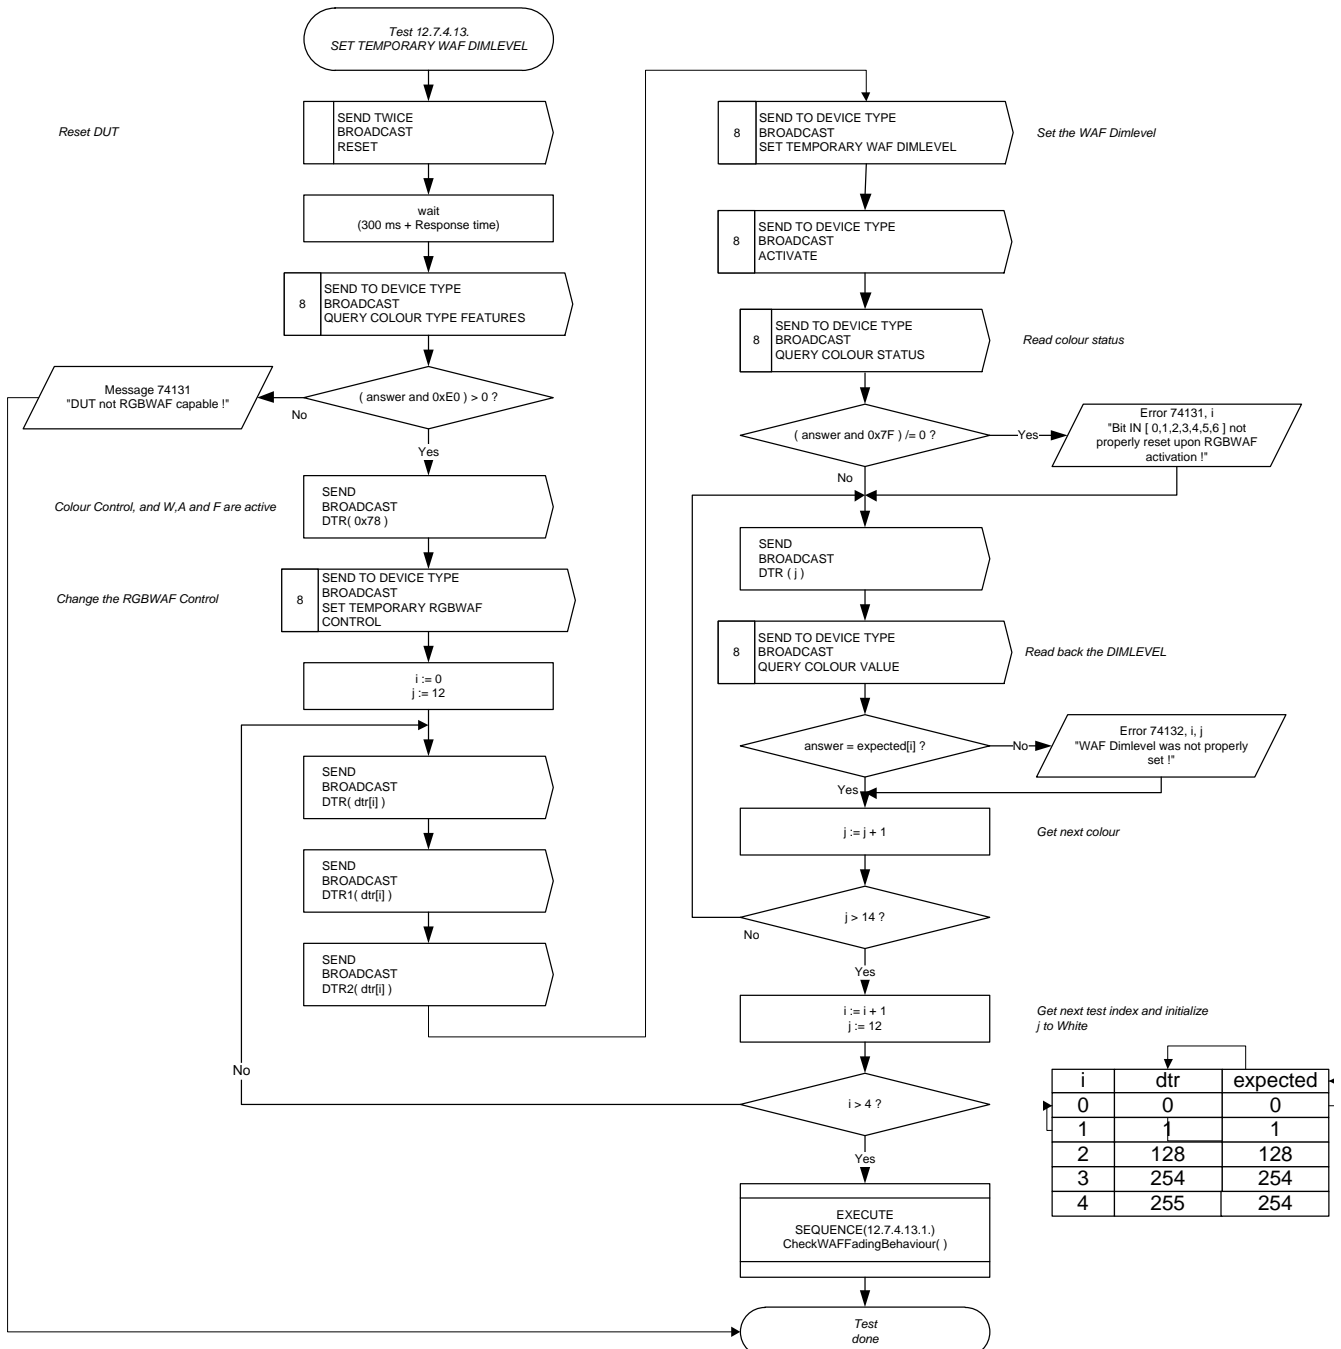 Test 12.7.4.13.
SET TEMPORARY WAF DIMLEVEL
Reset DUT
SEND TWICE
BROADCAST
RESET
wait
(300 ms + Response time)
8
SEND TO DEVICE TYPE
BROADCAST
QUERY COLOUR TYPE FEATURES
( answer and 0xE0 ) > 0 ?
No
Message 74131
"DUT not RGBWAF capable !"
Yes
Colour Control, and W,A and F are active
SEND
BROADCAST
DTR( 0x78 )
Change the RGBWAF Control
8
SEND TO DEVICE TYPE
BROADCAST
SET TEMPORARY RGBWAF
CONTROL
i := 0
j := 12
SEND
BROADCAST
DTR( dtr[i] )
SEND
BROADCAST
DTR1( dtr[i] )
SEND
BROADCAST
DTR2( dtr[i] )
No
8
SEND TO DEVICE TYPE
BROADCAST
SET TEMPORARY WAF DIMLEVEL
Set the WAF Dimlevel
8
SEND TO DEVICE TYPE
BROADCAST
ACTIVATE
8
SEND TO DEVICE TYPE
BROADCAST
QUERY COLOUR STATUS
Read colour status
( answer and 0x7F ) /= 0 ?
Yes
Error 74131, i
"Bit IN [ 0,1,2,3,4,5,6 ] not
properly reset upon RGBWAF
activation !"
No
SEND
BROADCAST
DTR ( j )
8
SEND TO DEVICE TYPE
BROADCAST
QUERY COLOUR VALUE
Read back the DIMLEVEL
answer = expected[i] ?
No
Error 74132, i, j
"WAF Dimlevel was not properly
set !"
Yes
j := j + 1
Get next colour
j > 14 ?
No
Yes
i := i + 1
j := 12
Get next test index and initialize
j to White
i > 4 ?
Yes
EXECUTE
SEQUENCE(12.7.4.13.1.)
CheckWAFFadingBehaviour( )
Test
done
i dtr expected
0 0 0
1 1 1
2 128 128
3 254 254
4 255 254